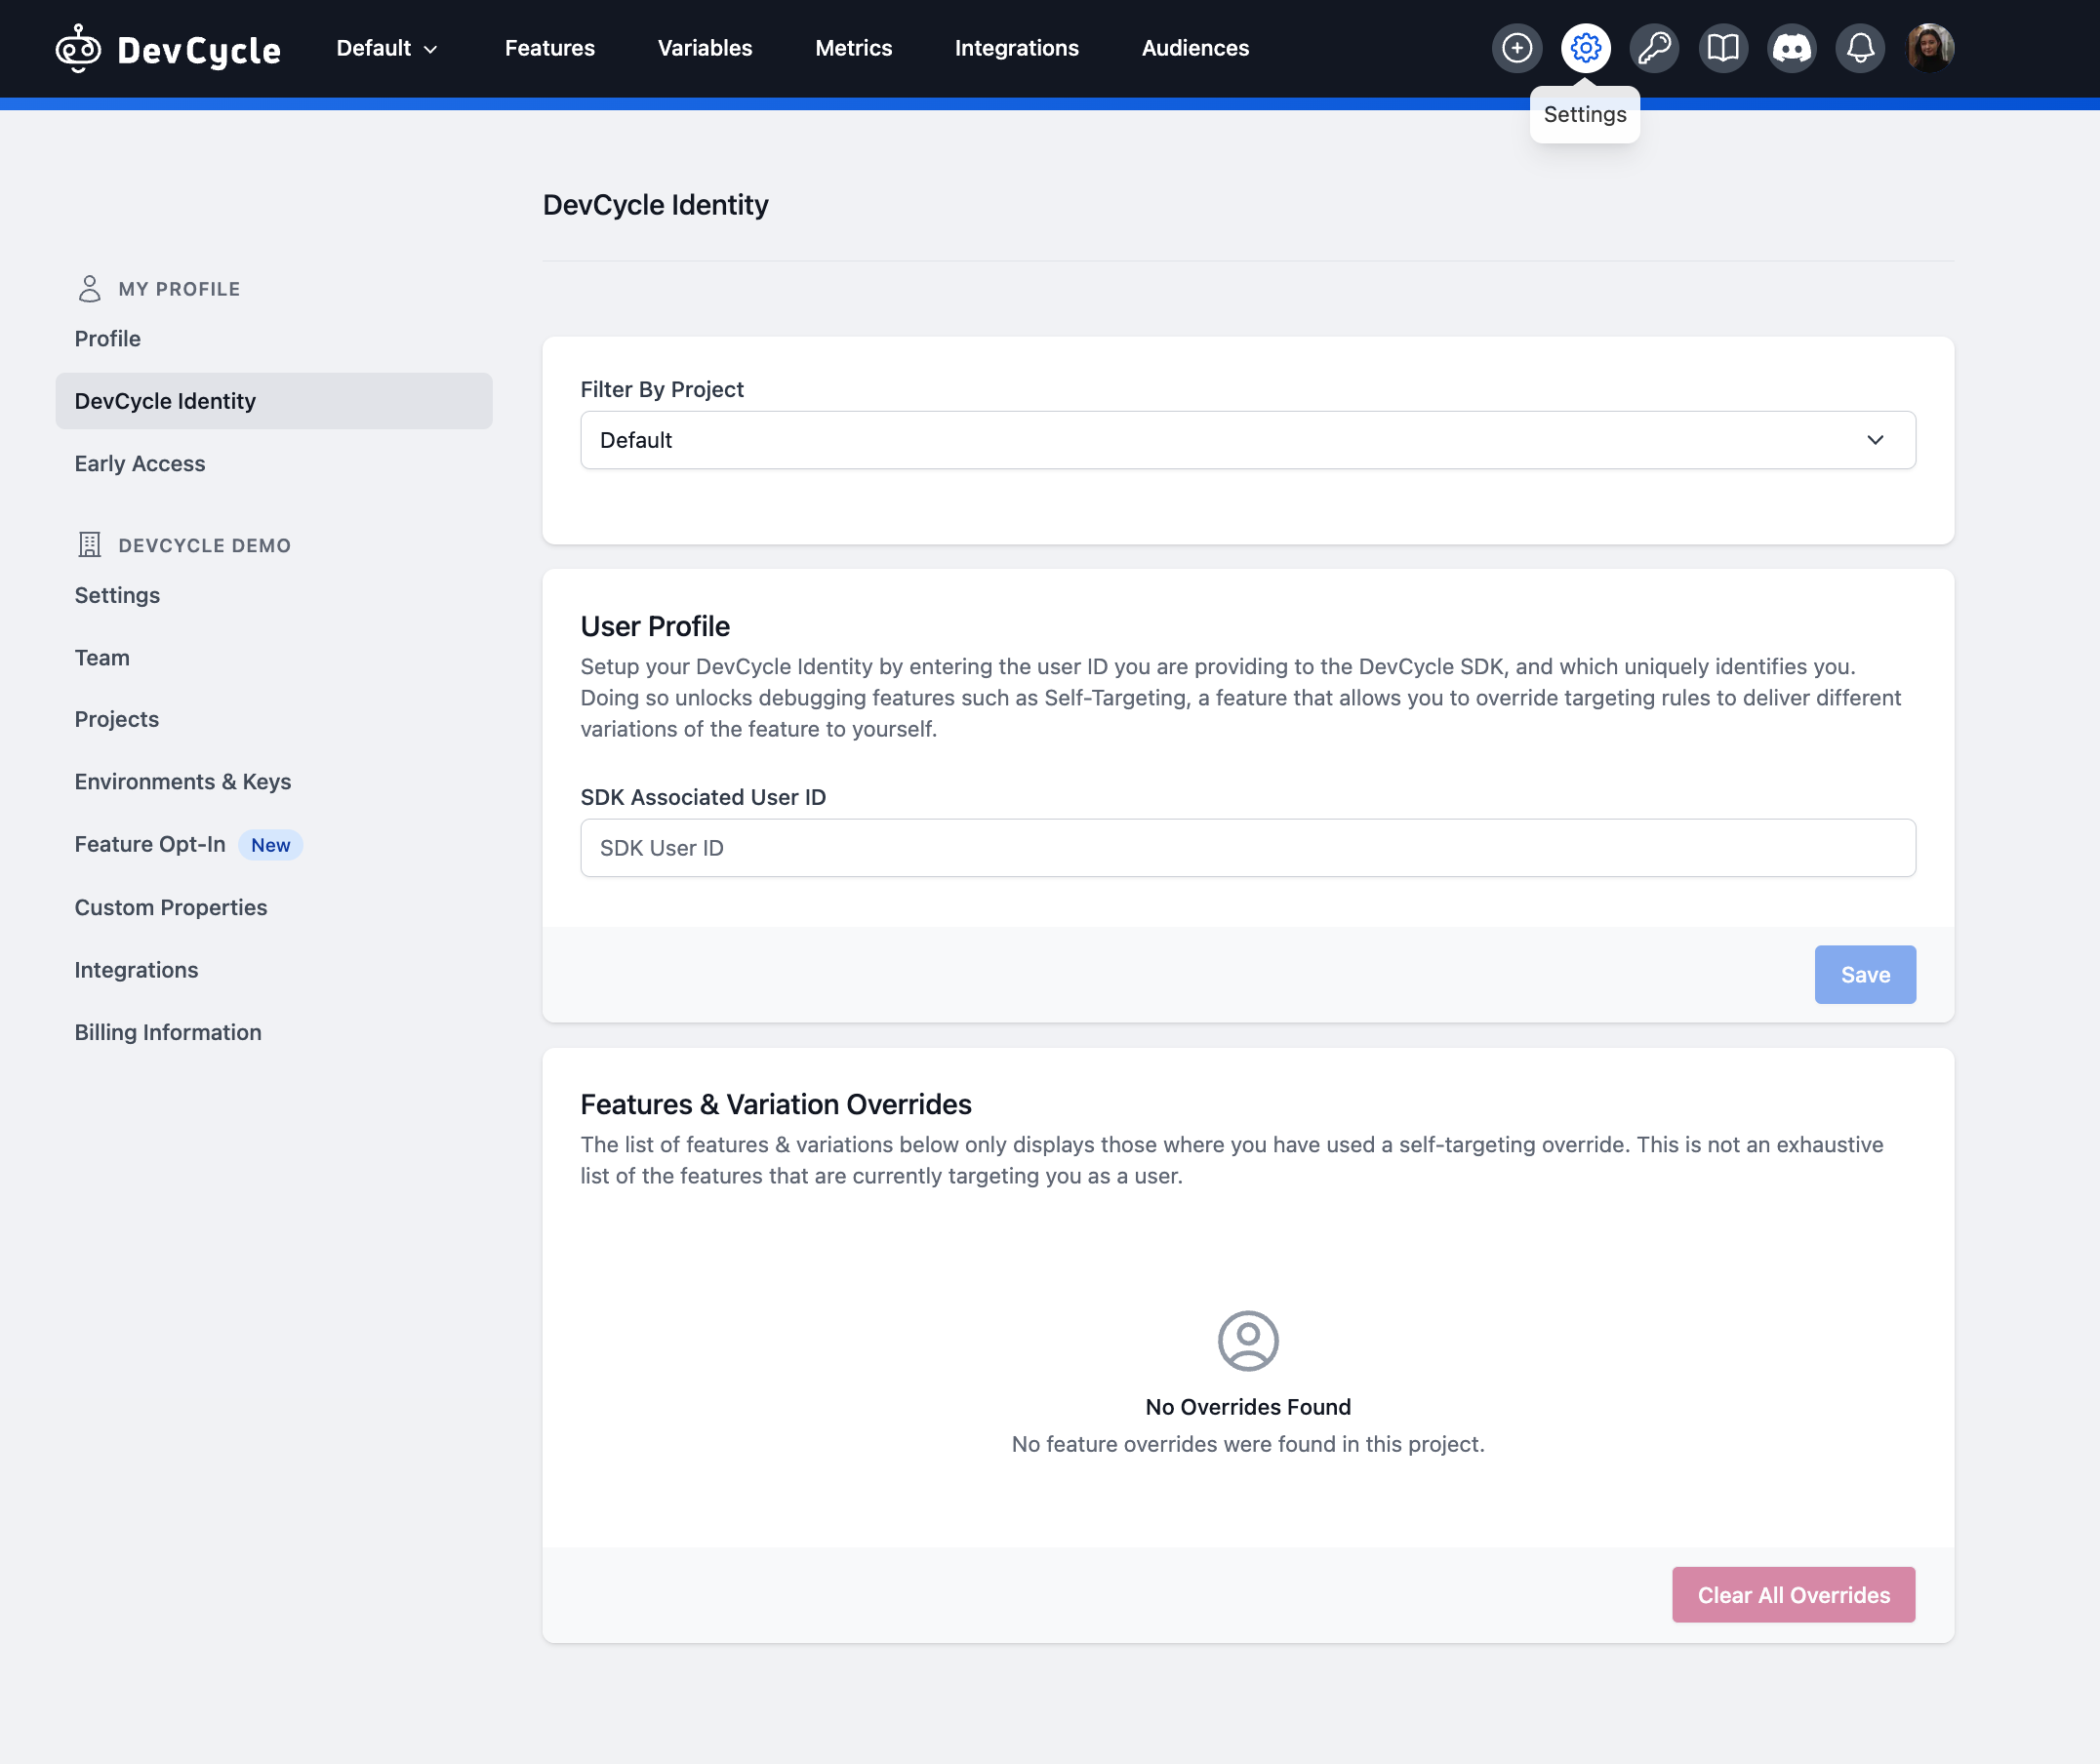 DevCycle
Default
Features
Variables
Metrics
Integrations
Audiences
Settings
DevCycle Identity
MY PROFILE
Profile
DevCycle Identity
Early Access
DEVCYCLE DEMO
Settings
Team
Projects
Environments & Keys
Feature Opt-In New
Custom Properties
Integrations
Billing Information
Filter By Project
Default
User Profile
Setup your DevCycle Identity by entering the user ID you are providing to the DevCycle SDK, and which uniquely identifies you.
Doing so unlocks debugging features such as Self-Targeting, a feature that allows you to override targeting rules to deliver different
variations of the feature to yourself.
SDK Associated User ID
SDK User ID
Save
Features & Variation Overrides
The list of features & variations below only displays those where you have used a self-targeting override. This is not an exhaustive
list of the features that are currently targeting you as a user.
No Overrides Found
No feature overrides were found in this project.
Clear All Overrides